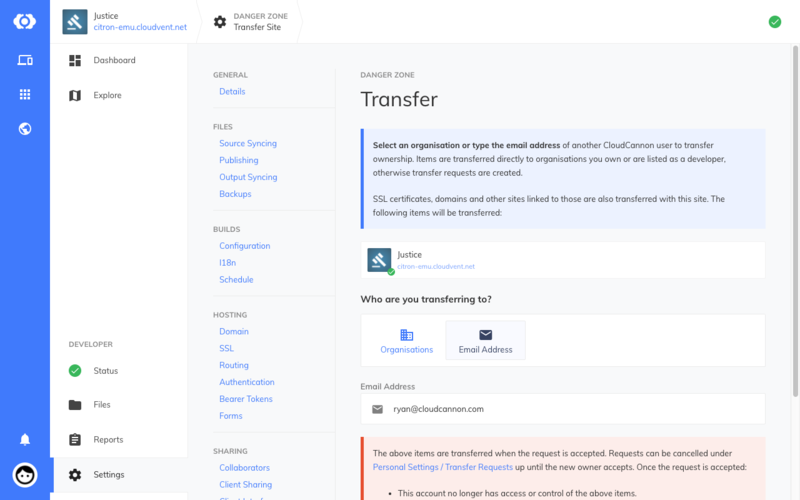 Justice
citron-emu.cloudvent.net
DANGER ZONE
Transfer Site
Dashboard
Explore
DEVELOPER
Status
Files
Reports
Settings
GENERAL
Details
FILES
Source Syncing
Publishing
Output Syncing
Backups
BUILDS
Configuration
I18n
Schedule
HOSTING
Domain
SSL
Routing
Authentication
Bearer Tokens
Forms
SHARING
Collaborators
Client Sharing
DANGER ZONE
Transfer
Select an organisation or type the email address of another CloudCannon user to transfer
ownership. Items are transferred directly to organisations you own or are listed as a developer,
otherwise transfer requests are created.
SSL certificates, domains and other sites linked to those are also transferred with this site. The
following items will be transferred:
Justice
citron-emu.cloudvent.net
Who are you transferring to?
Organisations
Email Address
Email Address
ryan@cloudcannon.com
The above items are transferred when the request is accepted. Requests can be cancelled under
Personal Settings / Transfer Requests up until the new owner accepts. Once the request is accepted:
• This account no longer has access or control of the above items.